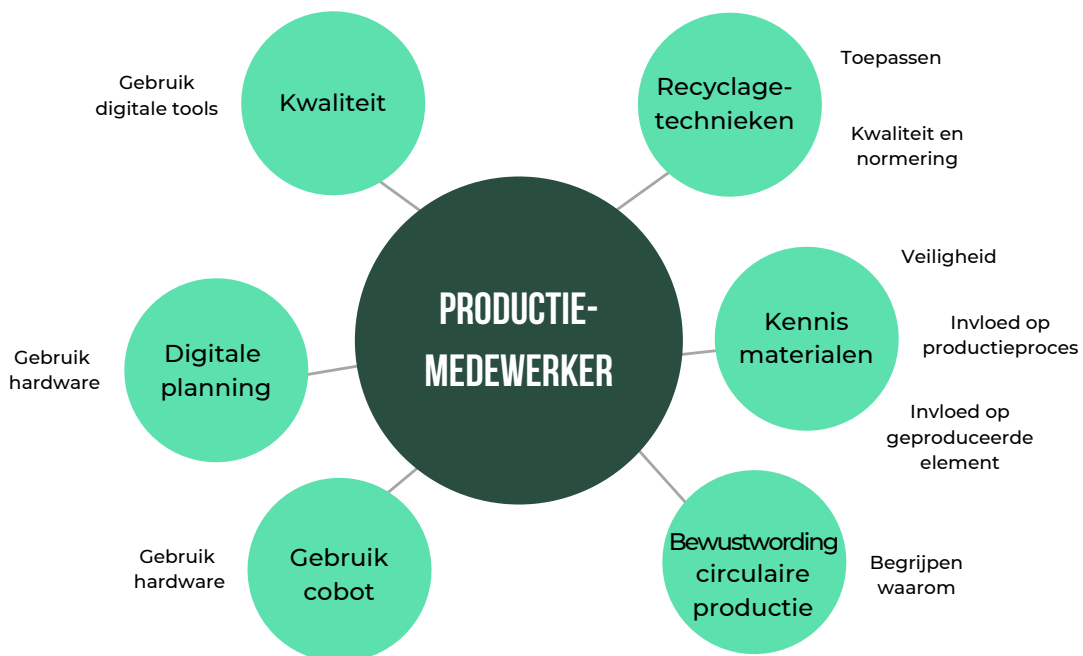 Gebruik
digitale tools
Kwaliteit
Recyclage-
technieken
Toepassen
Kwaliteit en
normering
PRODUCTIE-
MEDEWERKER
Gebruik
hardware
Digitale
planning
Kennis
materialen
Veiligheid
Invloed op
productieproces
Invloed op
geproduceerde
element
Gebruik
hardware
Gebruik
cobot
Bewustwording
circulaire
productie
Begrijpen
waarom